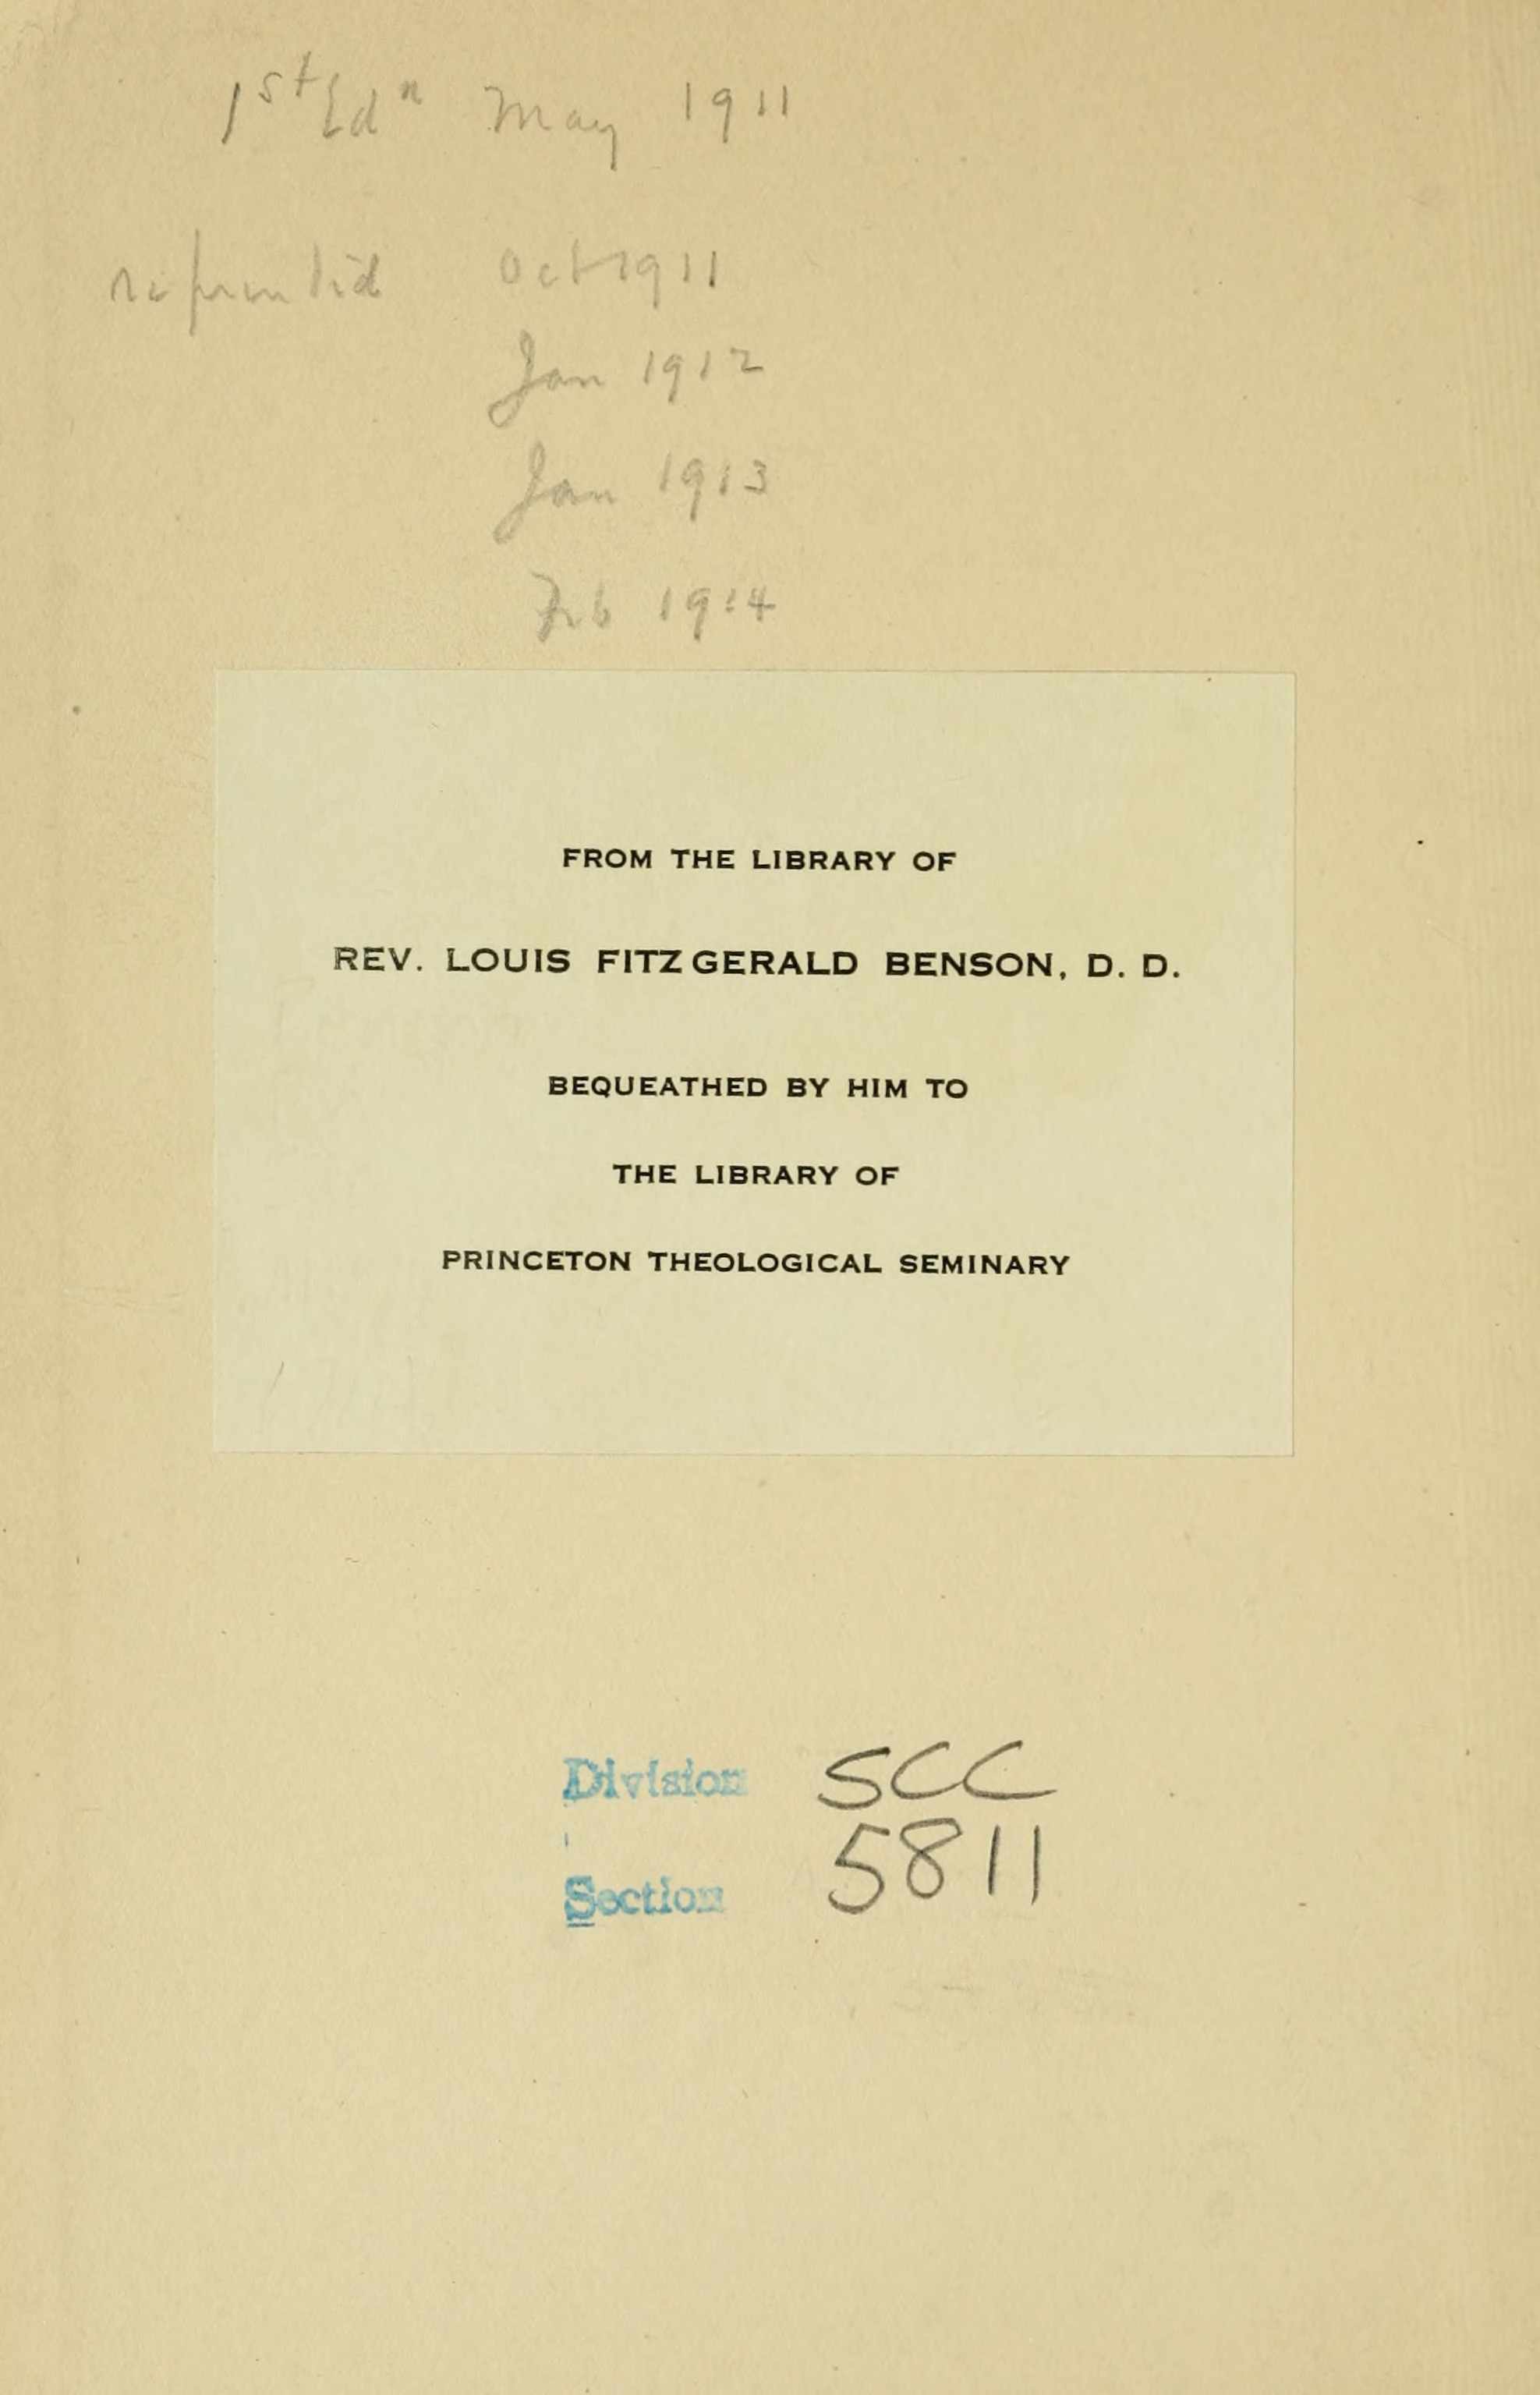 1st Edn May 1911
reprinted Oct 1911
Jan 1912
Jan 1913
Feb 1914
FROM THE LIBRARY OF
REV. LOUIS FITZGERALD BENSON, D. D.
BEQUEATHED BY HIM TO
THE LIBRARY OF
PRINCETON THEOLOGICAL SEMINARY
Division SCC
5811
Section